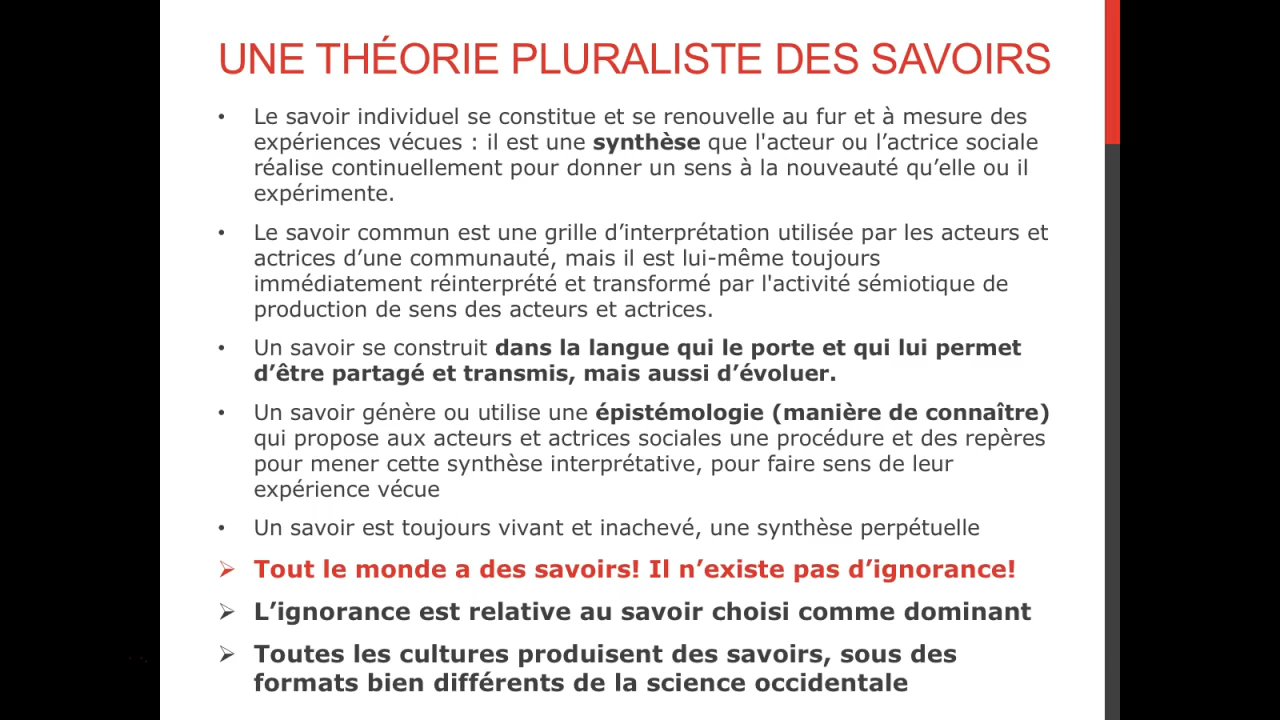 UNE THÉORIE PLURALISTE DES SAVOIRS
• Le savoir individuel se constitue et se renouvelle au fur et à mesure des
expériences vécues : il est une synthèse que l'acteur ou l’actrice sociale
réalise continuellement pour donner un sens à la nouveauté qu’elle ou il
expérimente.
• Le savoir commun est une grille d’interprétation utilisée par les acteurs et
actrices d’une communauté, mais il est lui-même toujours
immédiatement réinterprété et transformé par l'activité sémiotique de
production de sens des acteurs et actrices.
• Un savoir se construit dans la langue qui le porte et qui lui permet
d’être partagé et transmis, mais aussi d’évoluer.
• Un savoir génère ou utilise une épistémologie (manière de connaître)
qui propose aux acteurs et actrices sociales une procédure et des repères
pour mener cette synthèse interprétative, pour faire sens de leur
expérience vécue
• Un savoir est toujours vivant et inachevé, une synthèse perpétuelle
➢ Tout le monde a des savoirs! Il n’existe pas d’ignorance!
➢ L’ignorance est relative au savoir choisi comme dominant
➢ Toutes les cultures produisent des savoirs, sous des
formats bien différents de la science occidentale